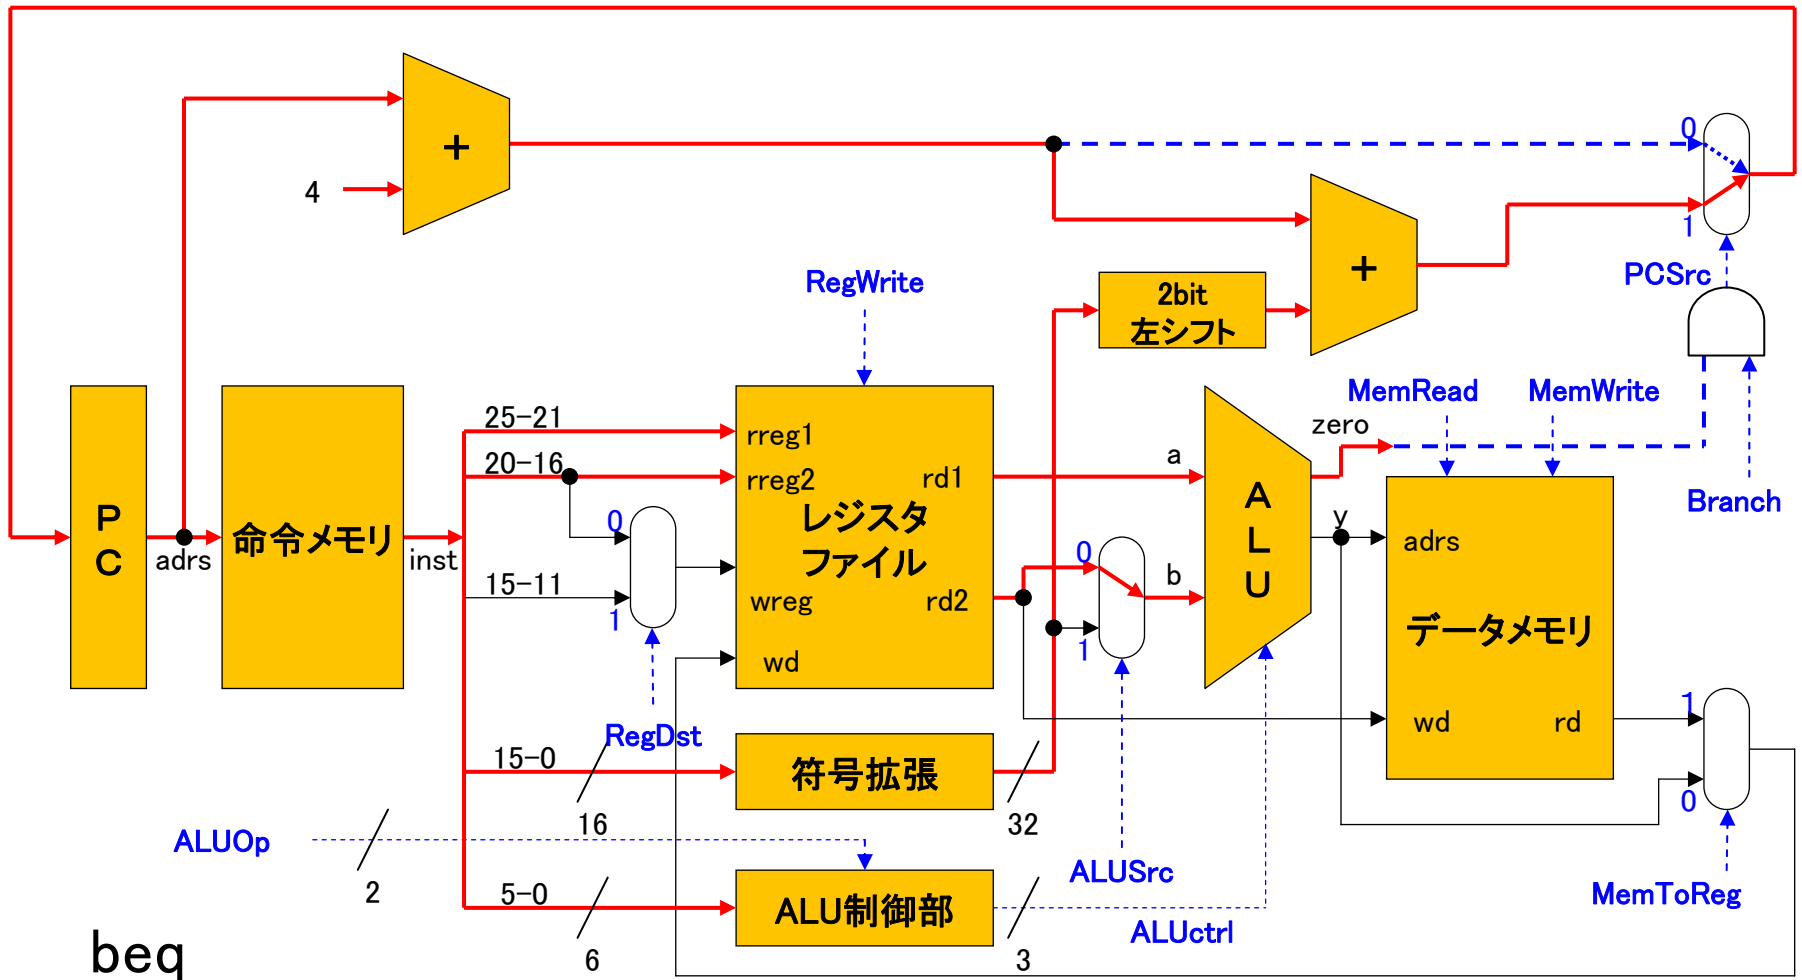 +
4
0
1
PCSrc
+
2bit
左シフト
RegWrite
MemRead
MemWrite
zero
Branch
PC
adrs
命令メモリ
inst
25-21
20-16
15-11
0
1
RegDst
rreg1
rreg2
rd1
レジスタ
ファイル
wreg
rd2
wd
a
b
0
1
ALU
y
adrs
データメモリ
wd
rd
1
0
MemToReg
15-0
16
符号拡張
32
ALUSrc
ALUOp
2
5-0
6
ALU制御部
3
ALUctrl
beq